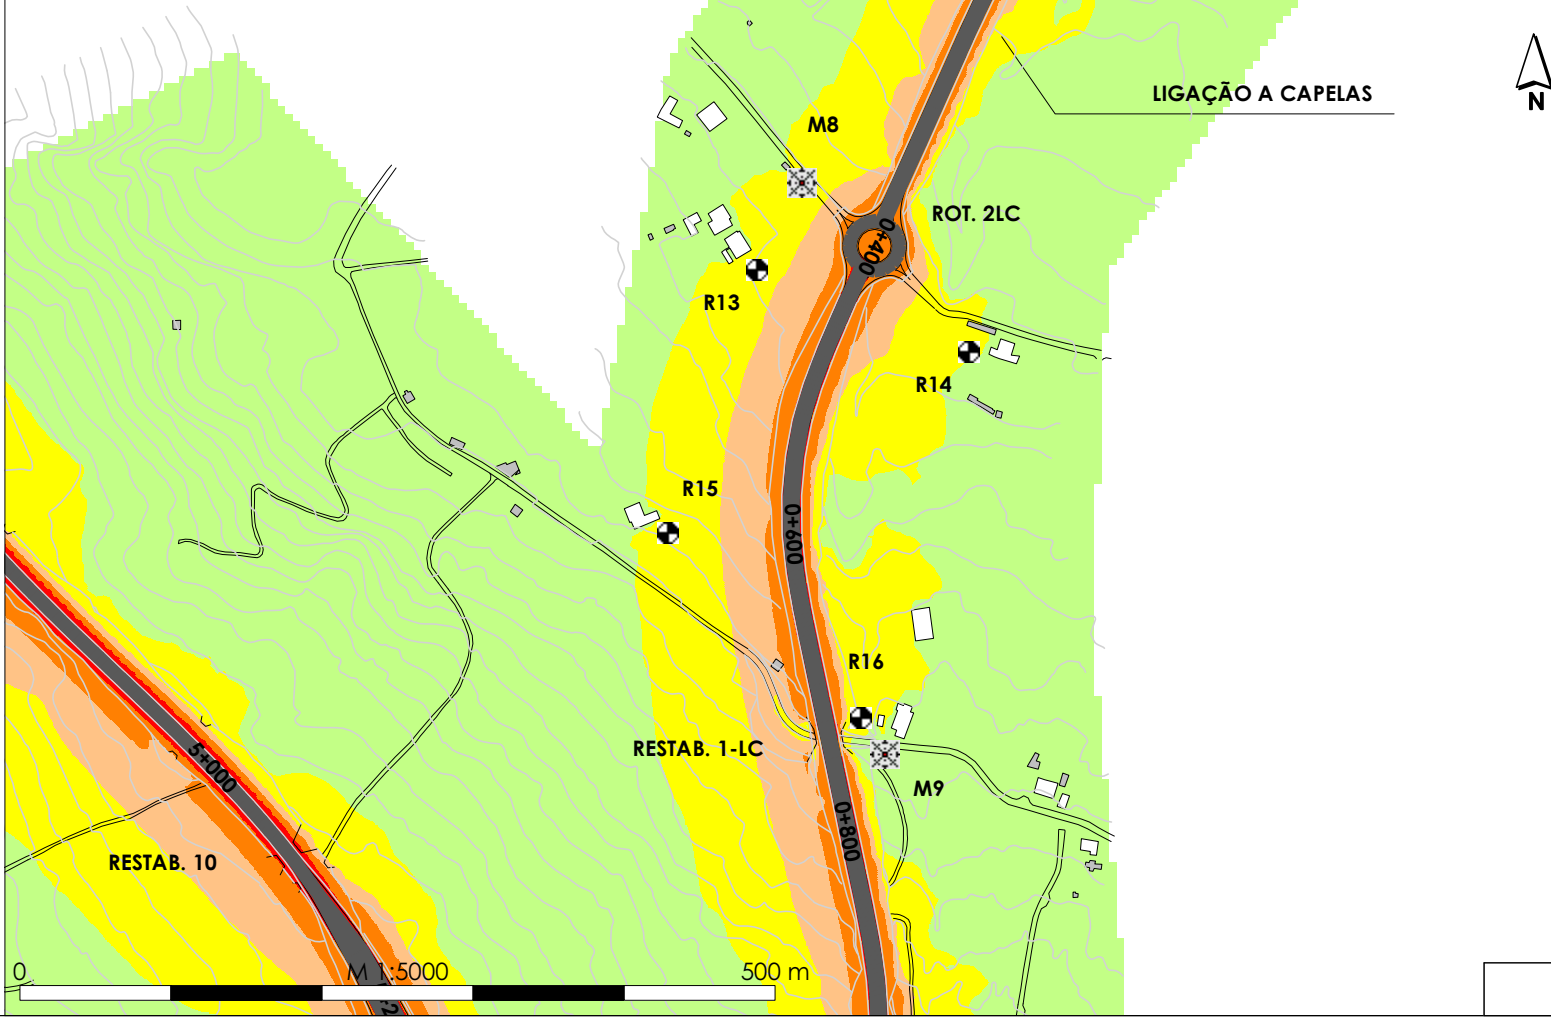 LIGAÇÃO A CAPELAS
N
M8
ROT. 2LC
0+400
R13
R14
R15
0+600
R16
RESTAB. 1-LC
M9
5+000
0+800
RESTAB. 10
0
M 1:5000
500 m